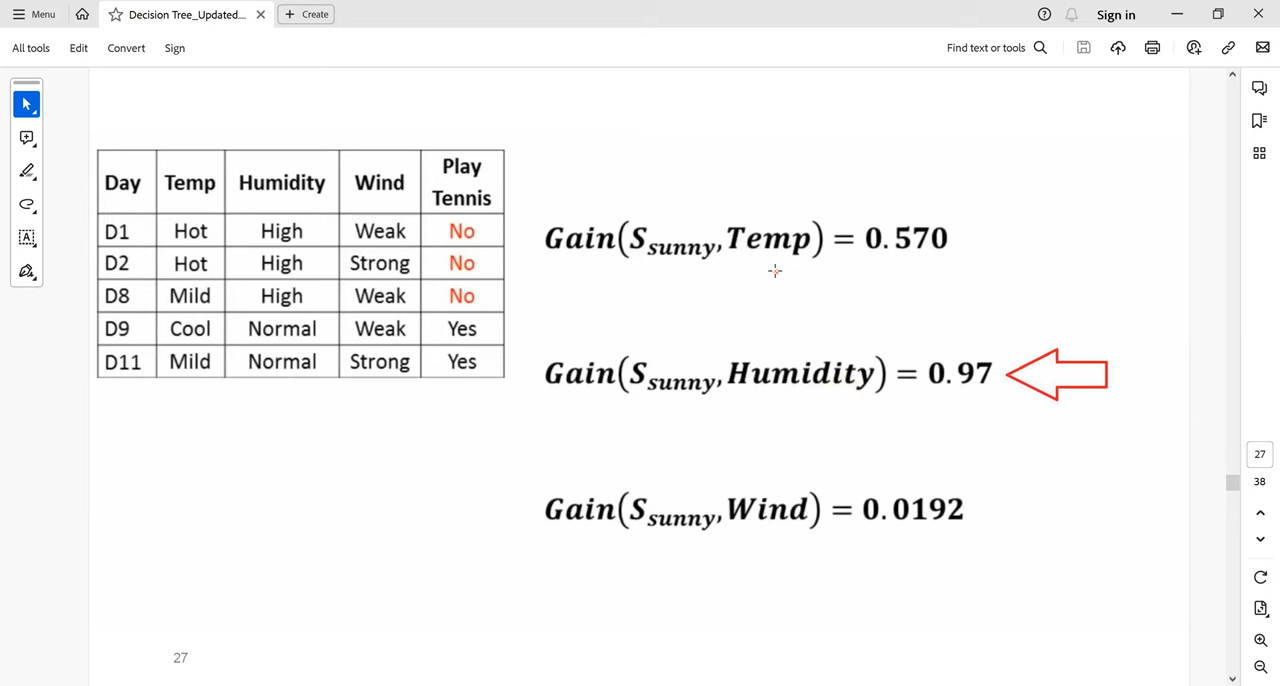 Menu
Decision Tree_Updated...
Create
Sign in
All tools Edit Convert Sign
Find text or tools
Day Temp Humidity Wind Play Tennis
D1 Hot High Weak No
D2 Hot High Strong No
D8 Mild High Weak No
D9 Cool Normal Weak Yes
D11 Mild Normal Strong Yes
Gain(S_sunny, Temp) = 0.570
Gain(S_sunny, Humidity) = 0.97
Gain(S_sunny, Wind) = 0.0192
27
27
38